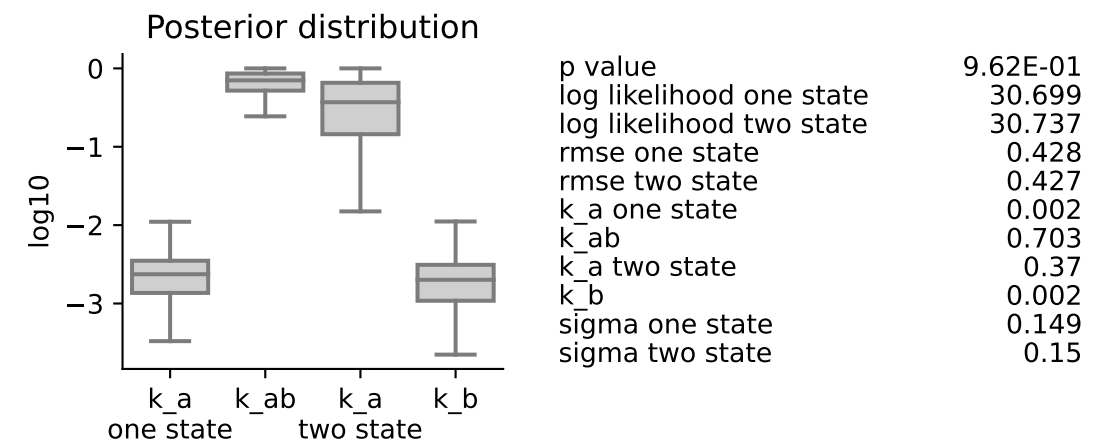 Posterior distribution
log10
0
−1
−2
−3
k_a
one state
k_ab
k_a
two state
k_b
p value 9.62E-01
log likelihood one state 30.699
log likelihood two state 30.737
rmse one state 0.428
rmse two state 0.427
k_a one state 0.002
k_ab 0.703
k_a two state 0.37
k_b 0.002
sigma one state 0.149
sigma two state 0.15